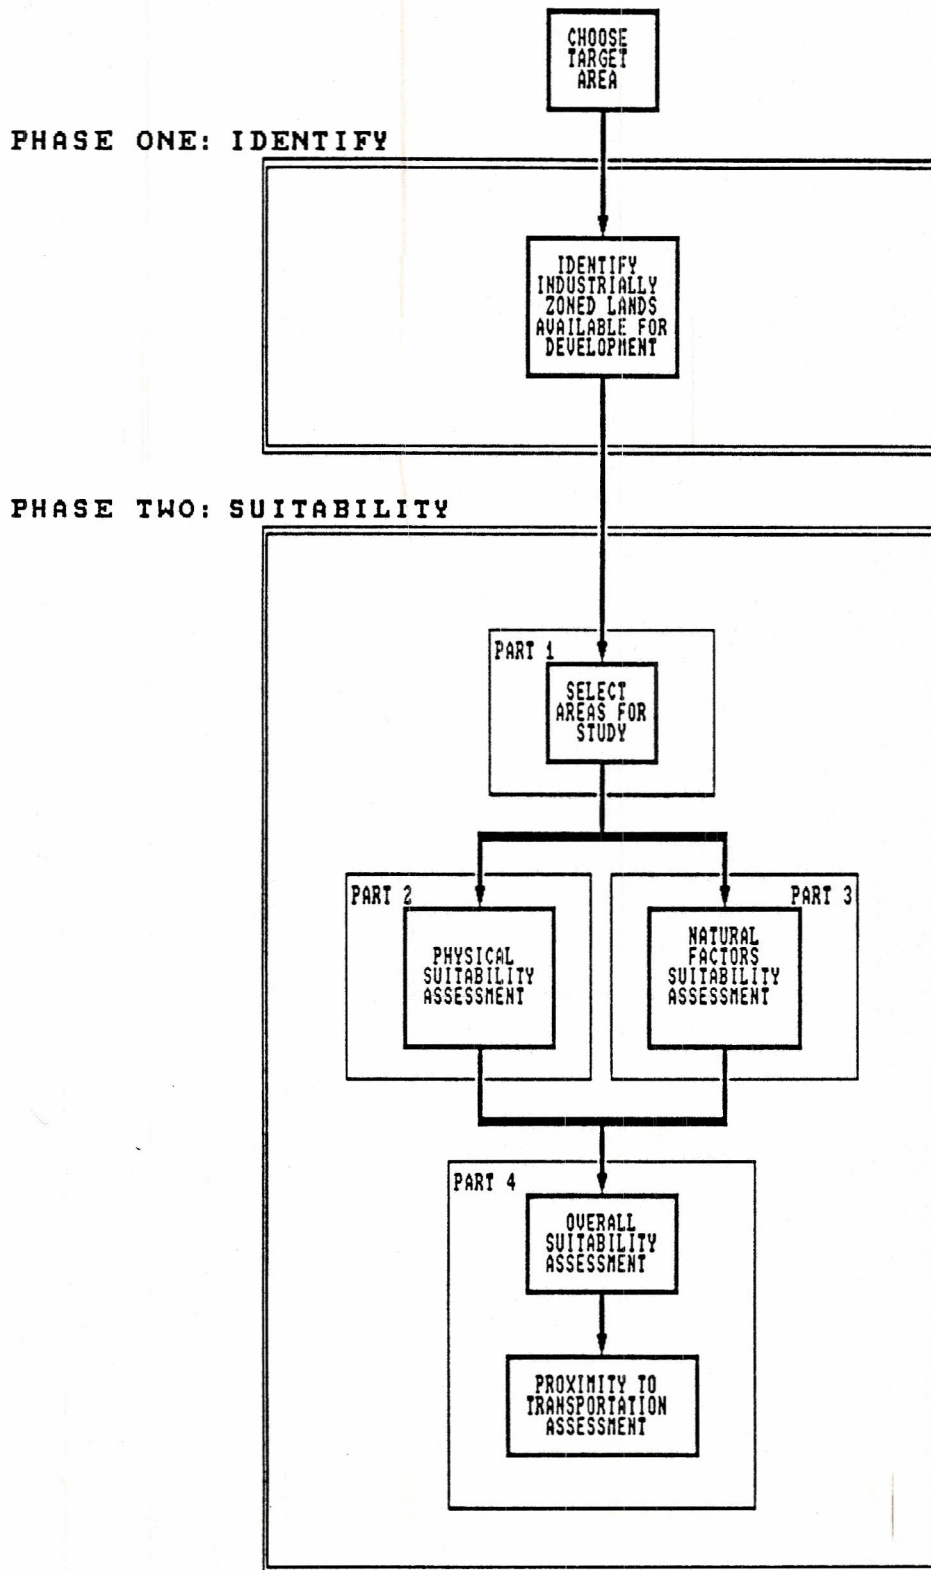 CHOOSE
TARGET
AREA
PHASE ONE: IDENTIFY
IDENTIFY
INDUSTRIALLY
ZONED LANDS
AVAILABLE FOR
DEVELOPMENT
PHASE TWO: SUITABILITY
PART 1
SELECT
AREAS FOR
STUDY
PART 2
PHYSICAL
SUITABILITY
ASSESSMENT
PART 3
NATURAL
FACTORS
SUITABILITY
ASSESSMENT
PART 4
OVERALL
SUITABILITY
ASSESSMENT
PROXIMITY TO
TRANSPORTATION
ASSESSMENT